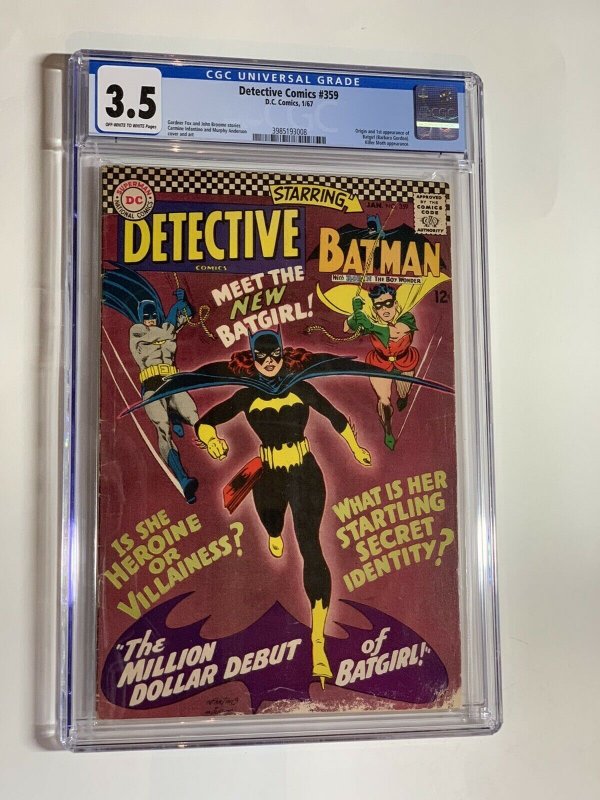 CGC UNIVERSAL GRADE
3.5
OFF-WHITE TO WHITE Pages
Detective Comics #359
D.C. Comics, 1/67
Gardner Fox and John Broome stories
Carmine Infantino and Murphy Anderson
cover and art
3985193008
Origin and 1st appearance of
Batgirl (Barbara Gordon).
Killer Moth appearance.
SUPERMAN
DC
NATIONAL COMICS
STARRING
JAN. NO. 359
APPROVED
BY THE
COMICS
CODE
AUTHORITY
DETECTIVE
COMICS
BATMAN
WITH ROBIN THE BOY WONDER
12¢
MEET THE
NEW
BATGIRL!
IS SHE
HEROINE
OR
VILLAINESS?
WHAT IS HER
STARTLING
SECRET
IDENTITY?
"The
MILLION
DOLLAR DEBUT
of
BATGIRL!"